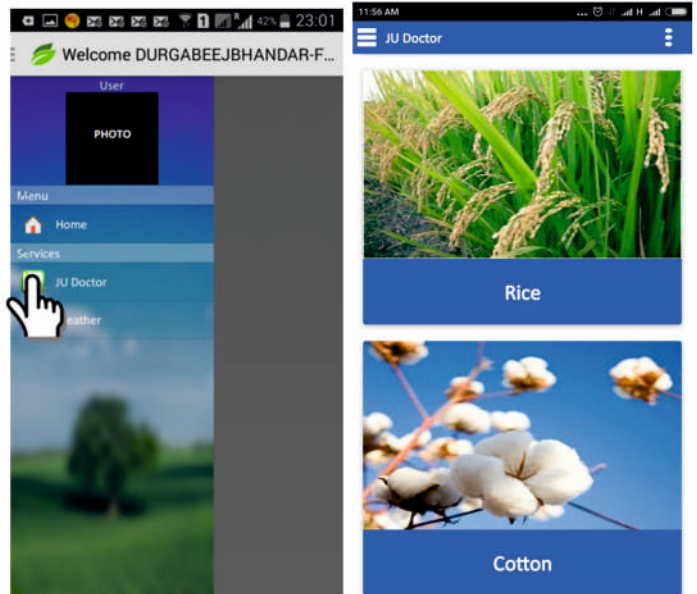 42% 23:01
Welcome DURGABEEJBHANDAR-F...
User
PHOTO
Menu
Home
Services
JU Doctor
eather
11:56 AM
... H
JU Doctor
Rice
Cotton